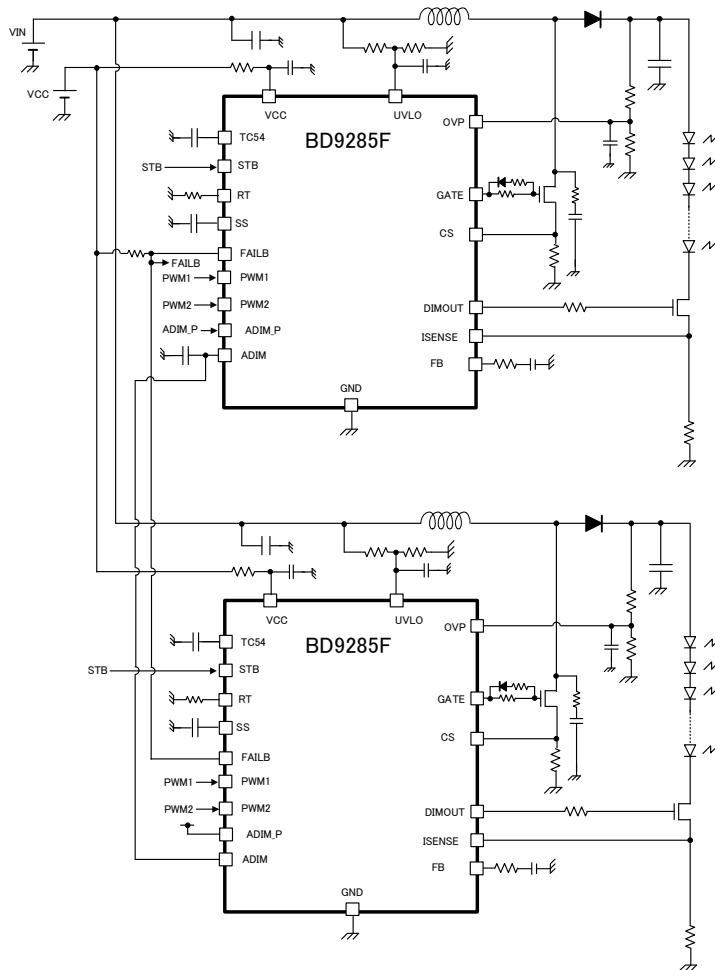 VIN
VCC
VCC
UVLO
BD9285F
TC54
OVP
STB
STB
RT
GATE
SS
CS
FAILB
FAILB
PWM1
PWM1
PWM2
PWM2
DIMOUT
ADIM_P
ADIM_P
ISENSE
ADIM
FB
GND
VCC
UVLO
BD9285F
TC54
OVP
STB
STB
RT
GATE
SS
CS
FAILB
PWM1
PWM1
PWM2
PWM2
DIMOUT
ADIM_P
ISENSE
ADIM
FB
GND